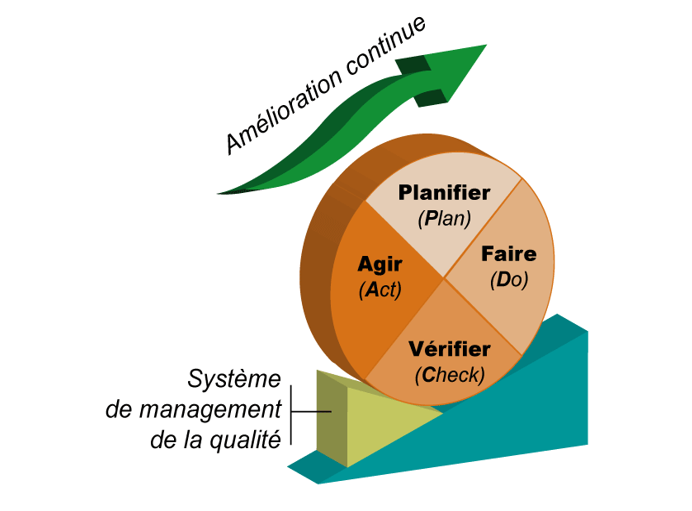 Amélioration continue
Planifier
(Plan)
Faire
(Do)
Agir
(Act)
Vérifier
(Check)
Système
de management
de la qualité